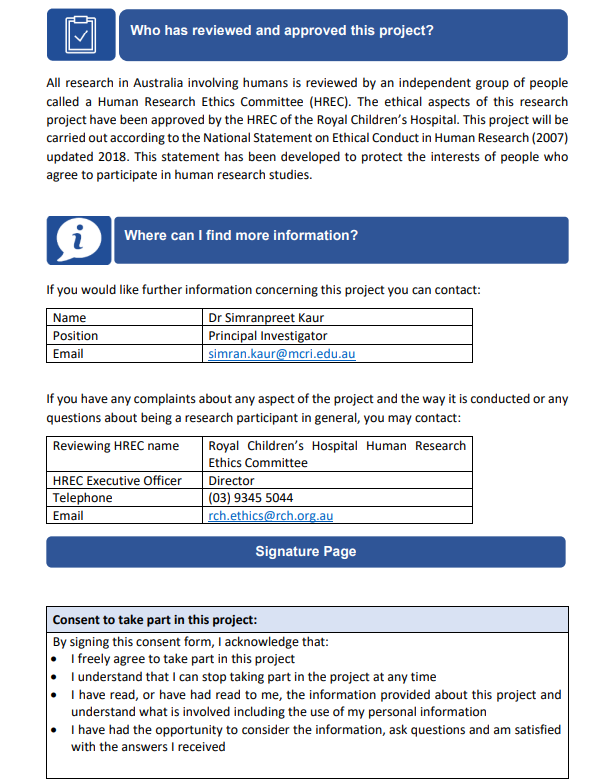 Who has reviewed and approved this project?
All research in Australia involving humans is reviewed by an independent group of people
called a Human Research Ethics Committee (HREC). The ethical aspects of this research
project have been approved by the HREC of the Royal Children's Hospital. This project will be
carried out according to the National Statement on Ethical Conduct in Human Research (2007)
updated 2018. This statement has been developed to protect the interests of people who
agree to participate in human research studies.
Where can I find more information?
If you would like further information concerning this project you can contact:
Name Dr Simranpreet Kaur
Position Principal Investigator
Email simran.kaur@mcri.edu.au
If you have any complaints about any aspect of the project and the way it is conducted or any
questions about being a research participant in general, you may contact:
Reviewing HREC name Royal Children's Hospital Human Research
Ethics Committee
HREC Executive Officer Director
Telephone (03) 9345 5044
Email rch.ethics@rch.org.au
Signature Page
Consent to take part in this project:
By signing this consent form, I acknowledge that:
• I freely agree to take part in this project
• I understand that I can stop taking part in the project at any time
• I have read, or have had read to me, the information provided about this project and
understand what is involved including the use of my personal information
• I have had the opportunity to consider the information, ask questions and am satisfied
with the answers I received